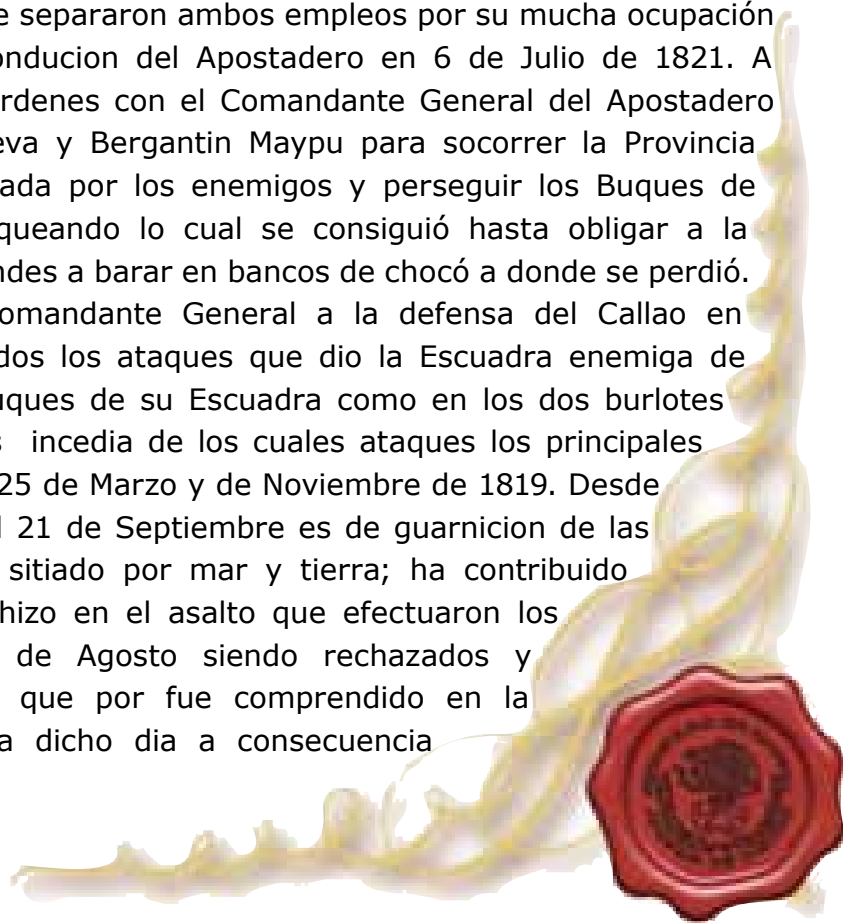 e separaron ambos empleos por su mucha ocupación
onducion del Apostadero en 6 de Julio de 1821. A
rdenes con el Comandante General del Apostadero
eva y Bergantin Maypu para socorrer la Provincia
ada por los enemigos y perseguir los Buques de
queando lo cual se consiguió hasta obligar a la
ndes a barar en bancos de chocó a donde se perdió.
omandante General a la defensa del Callao en
dos los ataques que dio la Escuadra enemiga de
uques de su Escuadra como en los dos burlotes
s incedia de los cuales ataques los principales
25 de Marzo y de Noviembre de 1819. Desde
l 21 de Septiembre es de guarnicion de las
sitiado por mar y tierra; ha contribuido
hizo en el asalto que efectuaron los
de Agosto siendo rechazados y
que por fue comprendido en la
a dicho dia a consecuencia